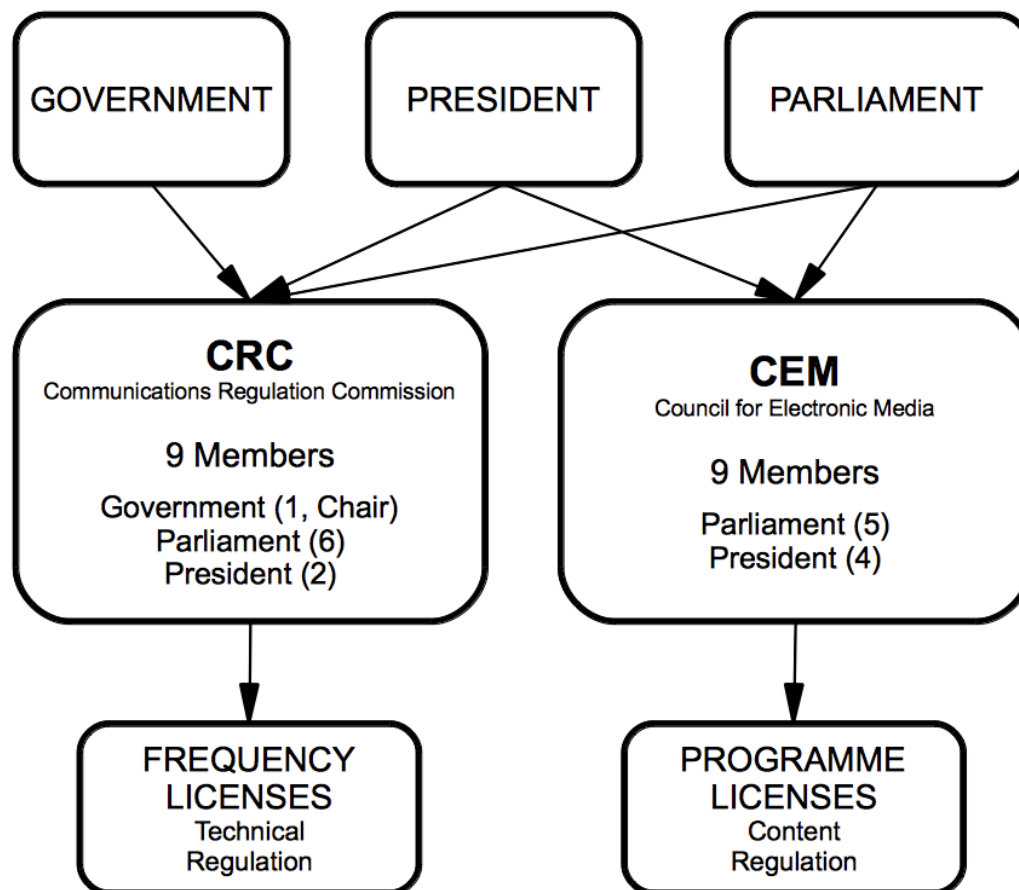 GOVERNMENT
PRESIDENT
PARLIAMENT
CRC
Communications Regulation Commission
9 Members
Government (1, Chair)
Parliament (6)
President (2)
CEM
Council for Electronic Media
9 Members
Parliament (5)
President (4)
FREQUENCY
LICENSES
Technical
Regulation
PROGRAMME
LICENSES
Content
Regulation